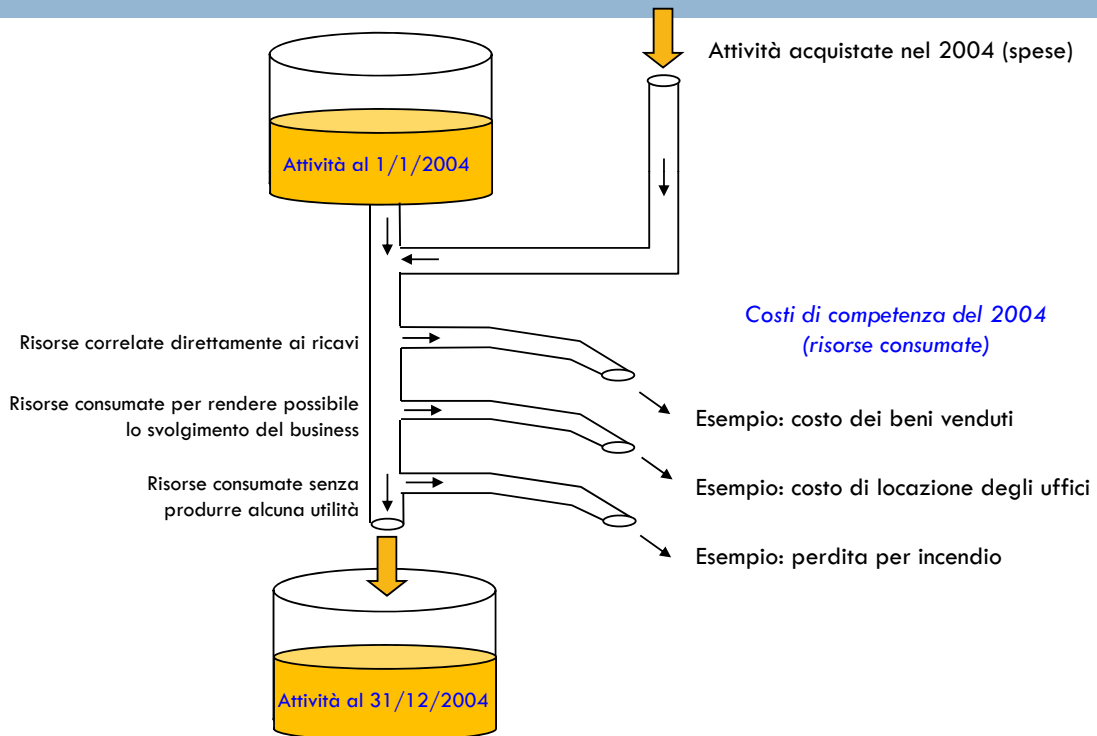 Attività acquistate nel 2004 (spese)
Attività al 1/1/2004
Costi di competenza del 2004
(risorse consumate)
Risorse correlate direttamente ai ricavi
Esempio: costo dei beni venduti
Risorse consumate per rendere possibile
lo svolgimento del business
Esempio: costo di locazione degli uffici
Risorse consumate senza
produrre alcuna utilità
Esempio: perdita per incendio
Attività al 31/12/2004